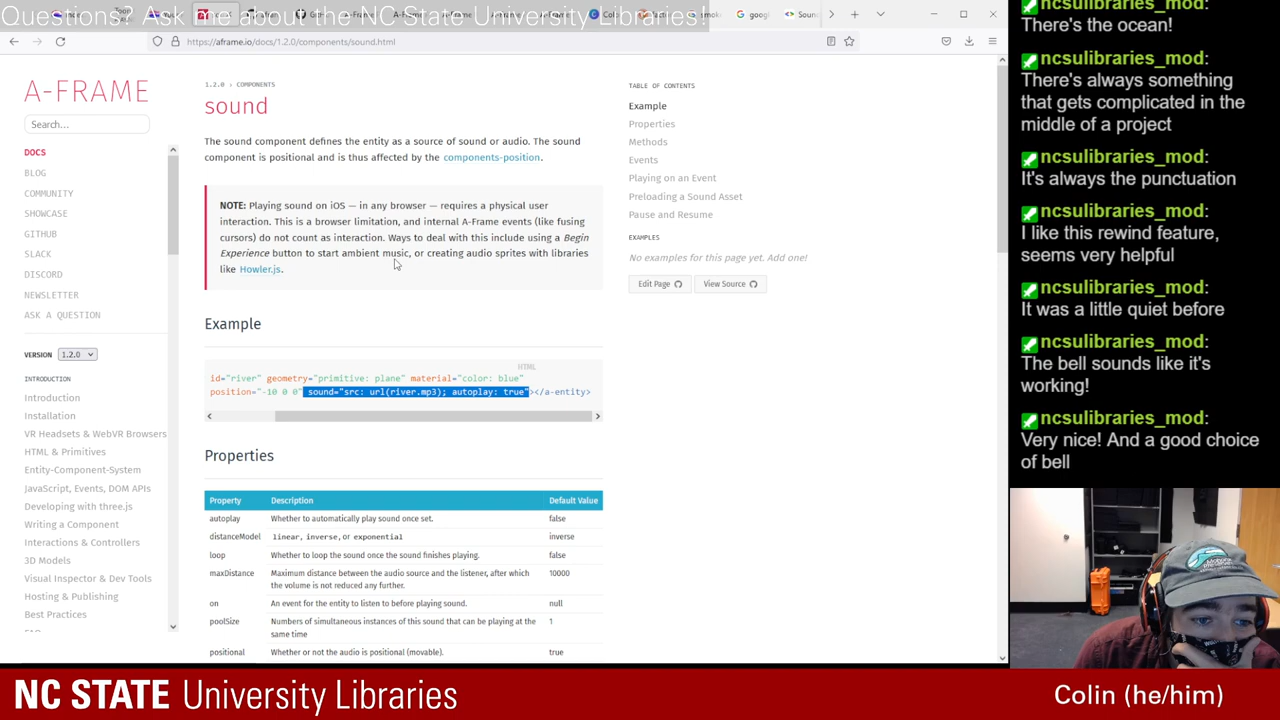 Questions? Ask me about the NC State University Libraries!
https://aframe.io/docs/1.2.0/components/sound.html
A-FRAME
Search...
DOCS
BLOG
COMMUNITY
SHOWCASE
GITHUB
SLACK
DISCORD
NEWSLETTER
ASK A QUESTION
VERSION 1.2.0
INTRODUCTION
Introduction
Installation
VR Headsets & WebVR Browsers
HTML & Primitives
Entity-Component-System
JavaScript, Events, DOM APIs
Developing with three.js
Writing a Component
Interactions & Controllers
3D Models
Visual Inspector & Dev Tools
Hosting & Publishing
Best Practices
1.2.0 › COMPONENTS
sound
The sound component defines the entity as a source of sound or audio. The sound
component is positional and is thus affected by the components-position.
NOTE: Playing sound on iOS — in any browser — requires a physical user
interaction. This is a browser limitation, and internal A-Frame events (like fusing
cursors) do not count as interaction. Ways to deal with this include using a Begin
Experience button to start ambient music, or creating audio sprites with libraries
like Howler.js.
Example
HTML
id="river" geometry="primitive: plane" material="color: blue"
position="-10 0 0" sound="src: url(river.mp3); autoplay: true"></a-entity>
Properties
Property Description Default Value
autoplay Whether to automatically play sound once set. false
distanceModel linear, inverse, or exponential inverse
loop Whether to loop the sound once the sound finishes playing. false
maxDistance Maximum distance between the audio source and the listener, after which 10000
the volume is not reduced any further.
on An event for the entity to listen to before playing sound. null
poolSize Numbers of simultaneous instances of this sound that can be playing at the 1
same time
positional Whether or not the audio is positional (movable). true
TABLE OF CONTENTS
Example
Properties
Methods
Events
Playing on an Event
Preloading a Sound Asset
Pause and Resume
EXAMPLES
No examples for this page yet. Add one!
Edit Page View Source
ncsulibraries_mod:
There's the ocean!
ncsulibraries_mod:
There's always something
that gets complicated in the
middle of a project
ncsulibraries_mod:
It's always the punctuation
ncsulibraries_mod:
I like this rewind feature,
seems very helpful
ncsulibraries_mod:
It was a little quiet before
ncsulibraries_mod:
The bell sounds like it's
working!
ncsulibraries_mod:
Very nice! And a good choice
of bell
NC STATE University Libraries
Colin (he/him)